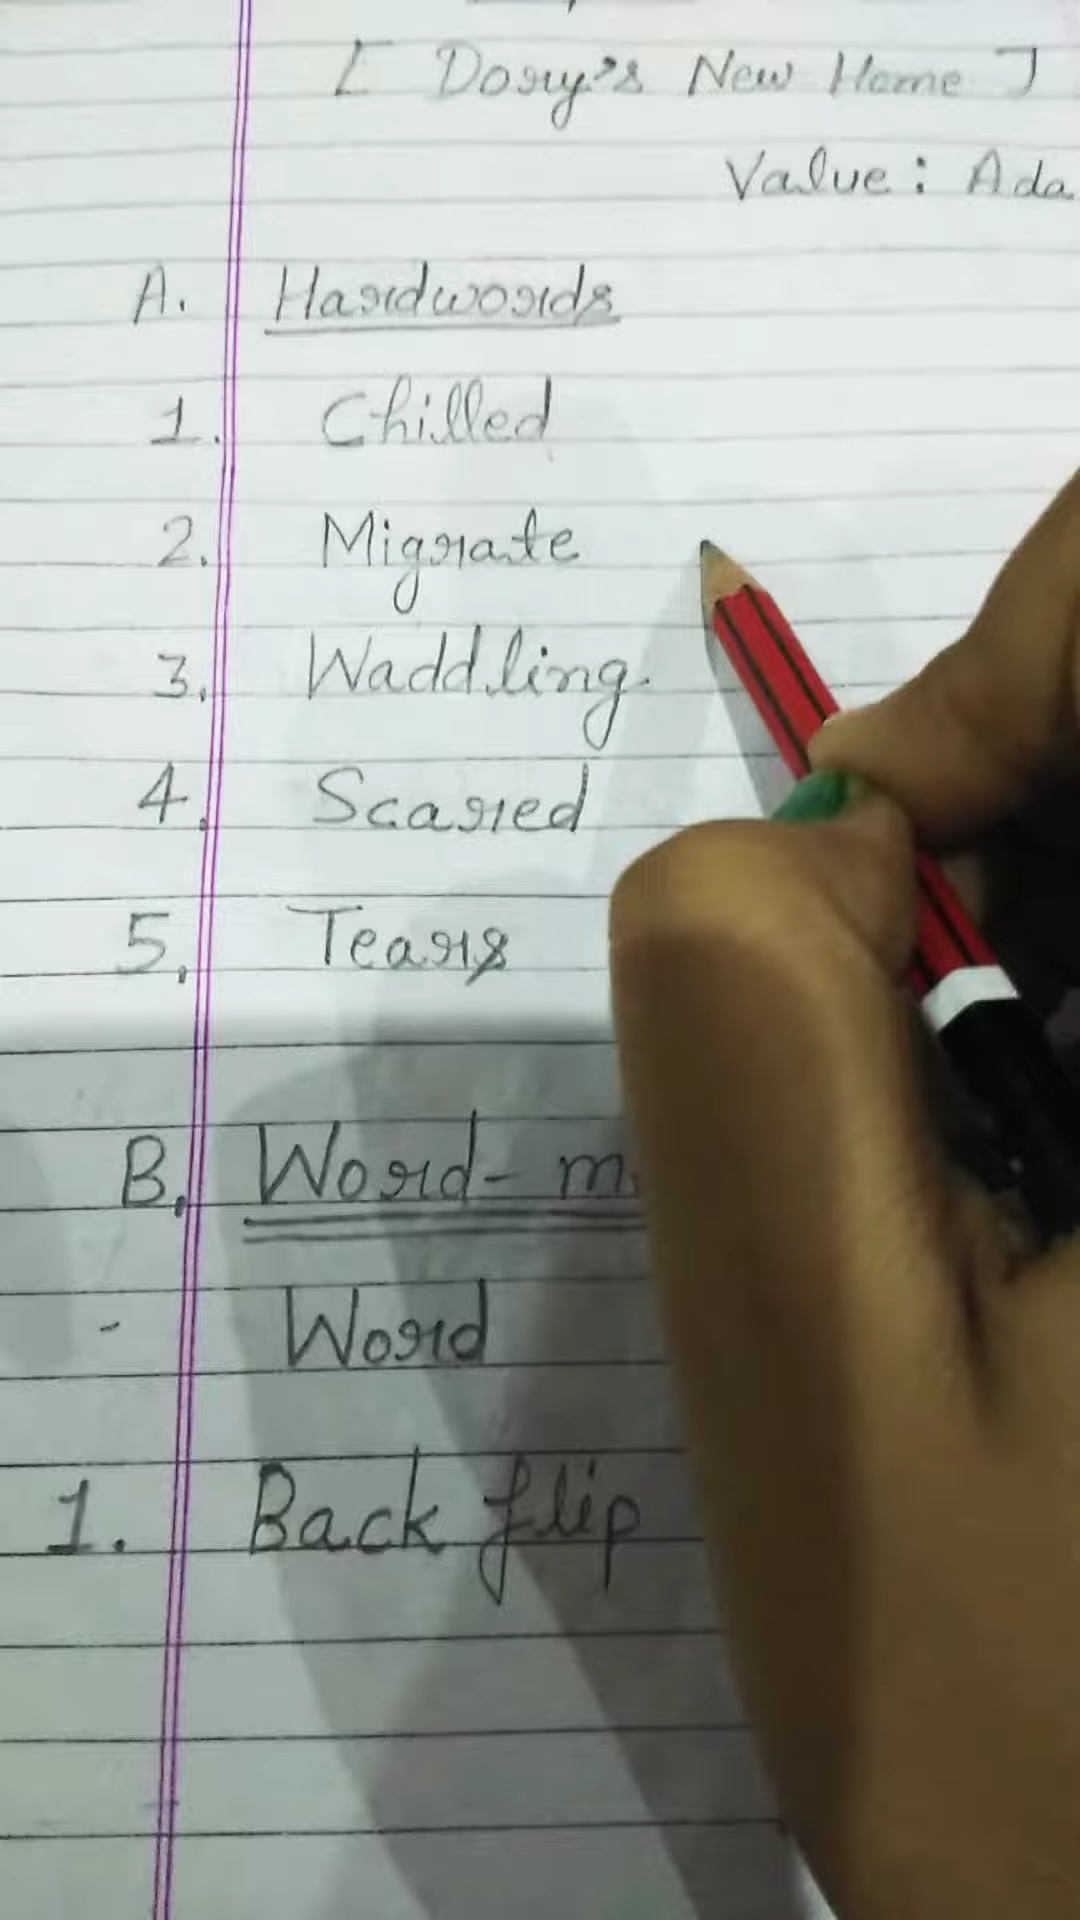 [ Dory's New Home ]
Value : Ada
A. Hardwords
1. Chilled
2. Migrate
3. Waddling.
4. Scared
5. Tears
B. Word - m
- Word
1. Back flip